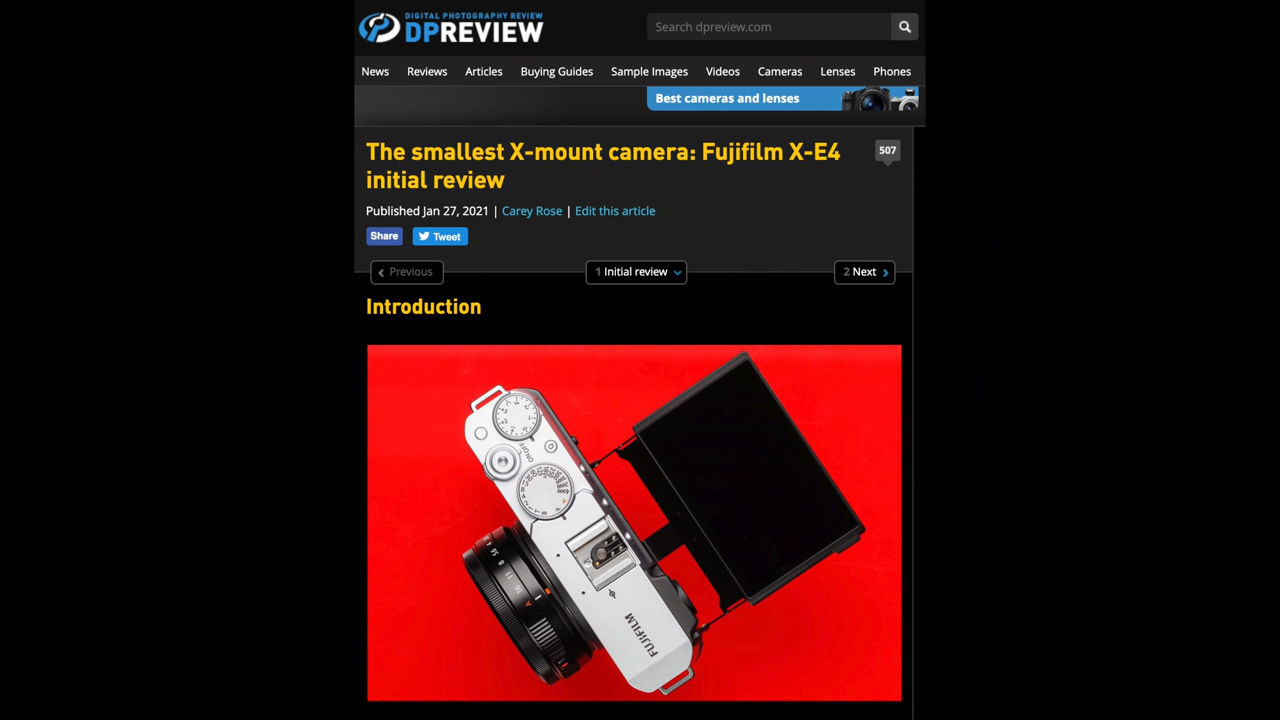 DIGITAL PHOTOGRAPHY REVIEW
DPREVIEW
Search dpreview.com
News Reviews Articles Buying Guides Sample Images Videos Cameras Lenses Phones
Best cameras and lenses
The smallest X-mount camera: Fujifilm X-E4
initial review
507
Published Jan 27, 2021 | Carey Rose | Edit this article
Share Tweet
Previous 1 Initial review 2 Next
Introduction
ON OFF
FUJIFILM